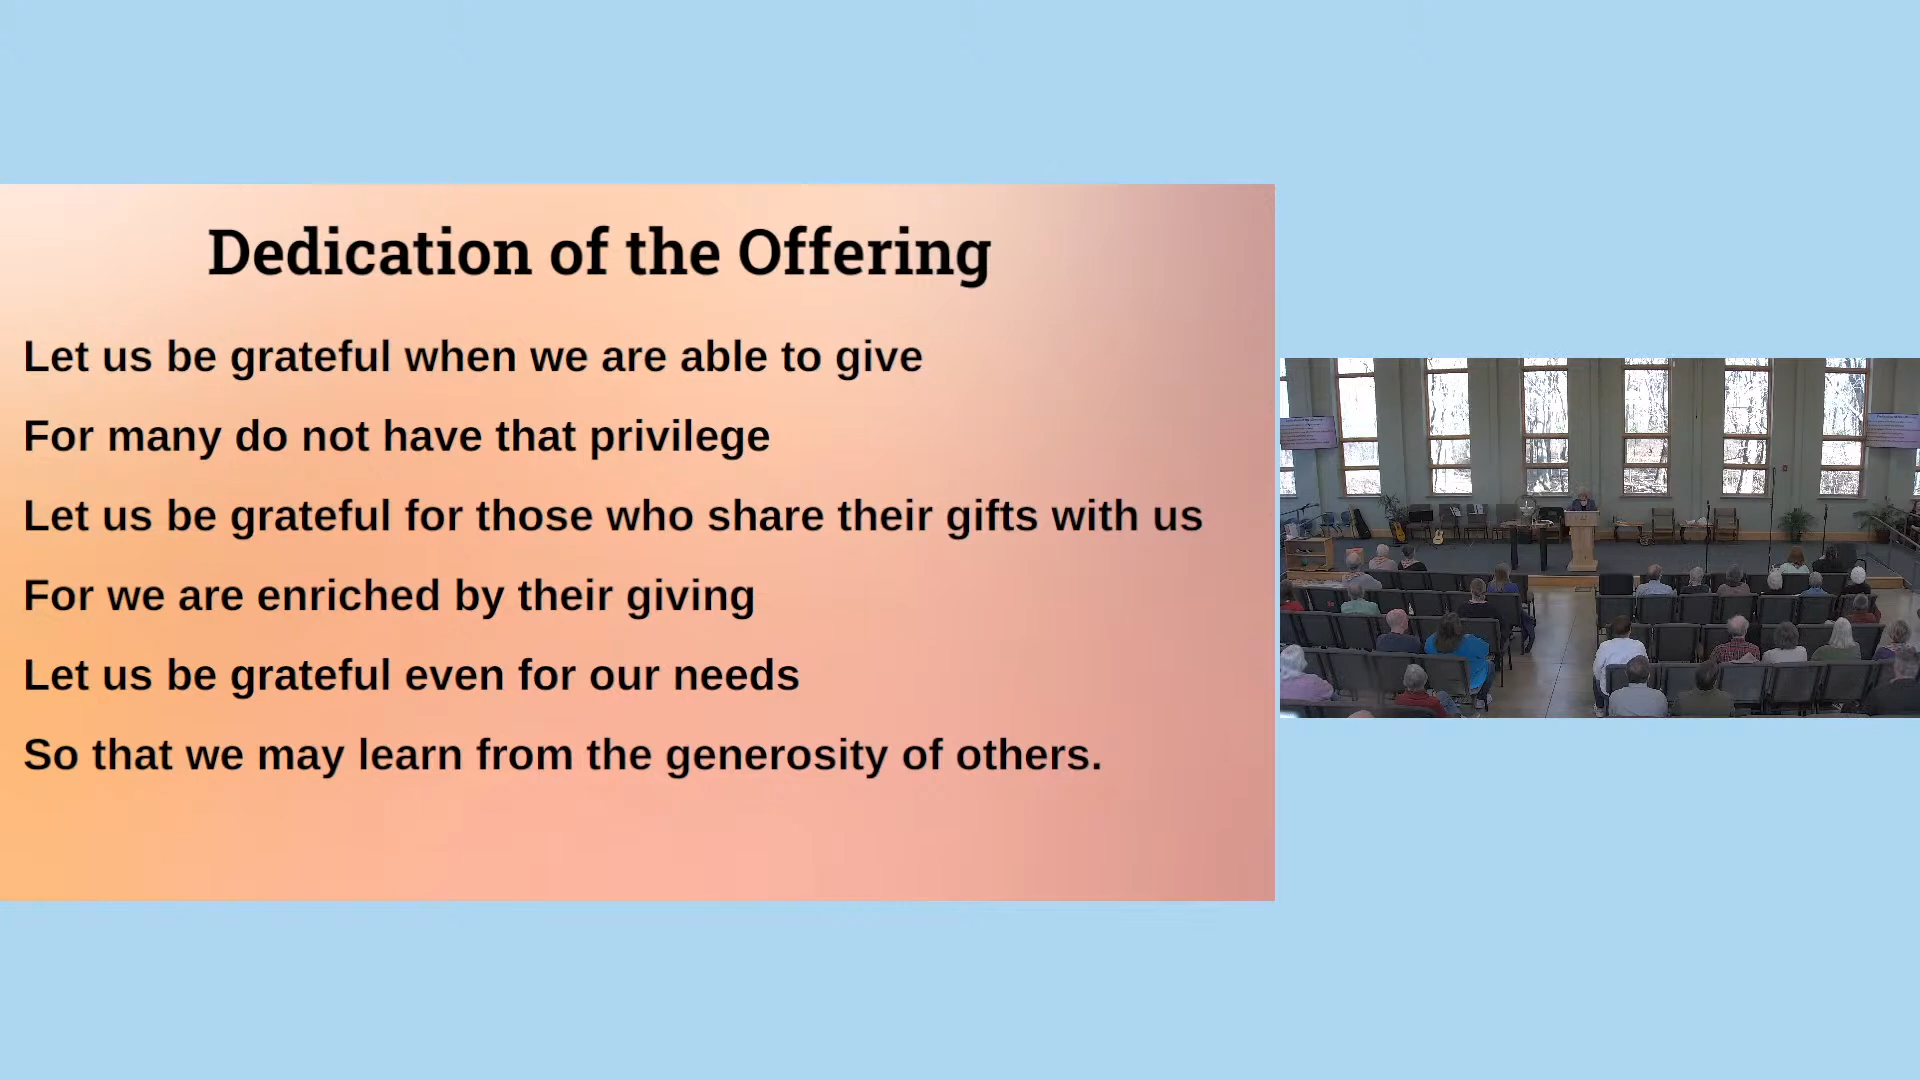 Dedication of the Offering
Let us be grateful when we are able to give
For many do not have that privilege
Let us be grateful for those who share their gifts with us
For we are enriched by their giving
Let us be grateful even for our needs
So that we may learn from the generosity of others.